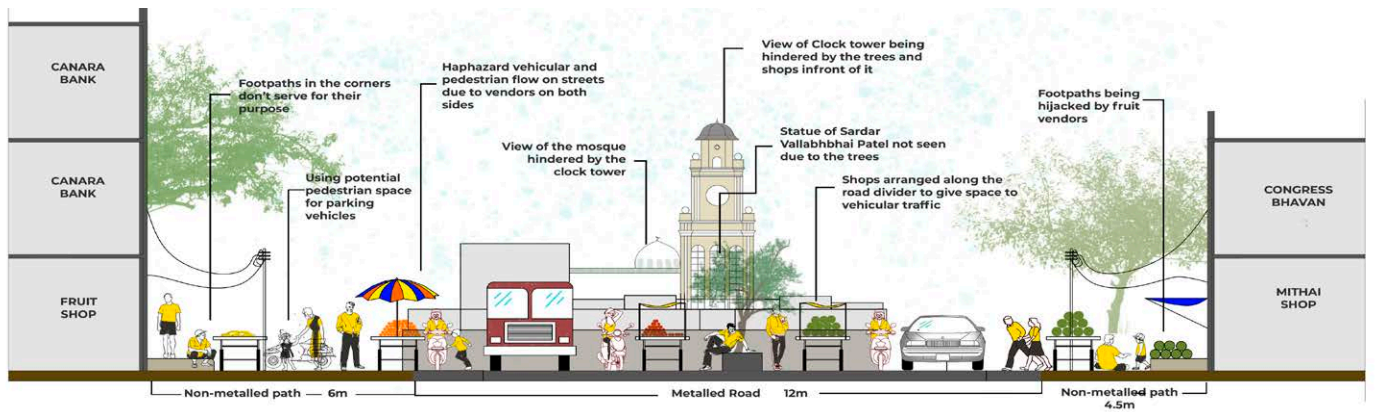 CANARA
BANK
CANARA
BANK
FRUIT
SHOP
Footpaths in the corners
don't serve for their
purpose
Using potential
pedestrian space
for parking
vehicles
Haphazard vehicular and
pedestrian flow on streets
due to vendors on both
sides
View of the mosque
hindered by the
clock tower
View of Clock tower being
hindered by the trees and
shops infront of it
Statue of Sardar
Vallabhbhai Patel not seen
due to the trees
Shops arranged along the
road divider to give space to
vehicular traffic
Footpaths being
hijacked by fruit
vendors
CONGRESS
BHAVAN
MITHAI
SHOP
Non-metalled path 6m
Metalled Road 12m
Non-metalled path
4.5m